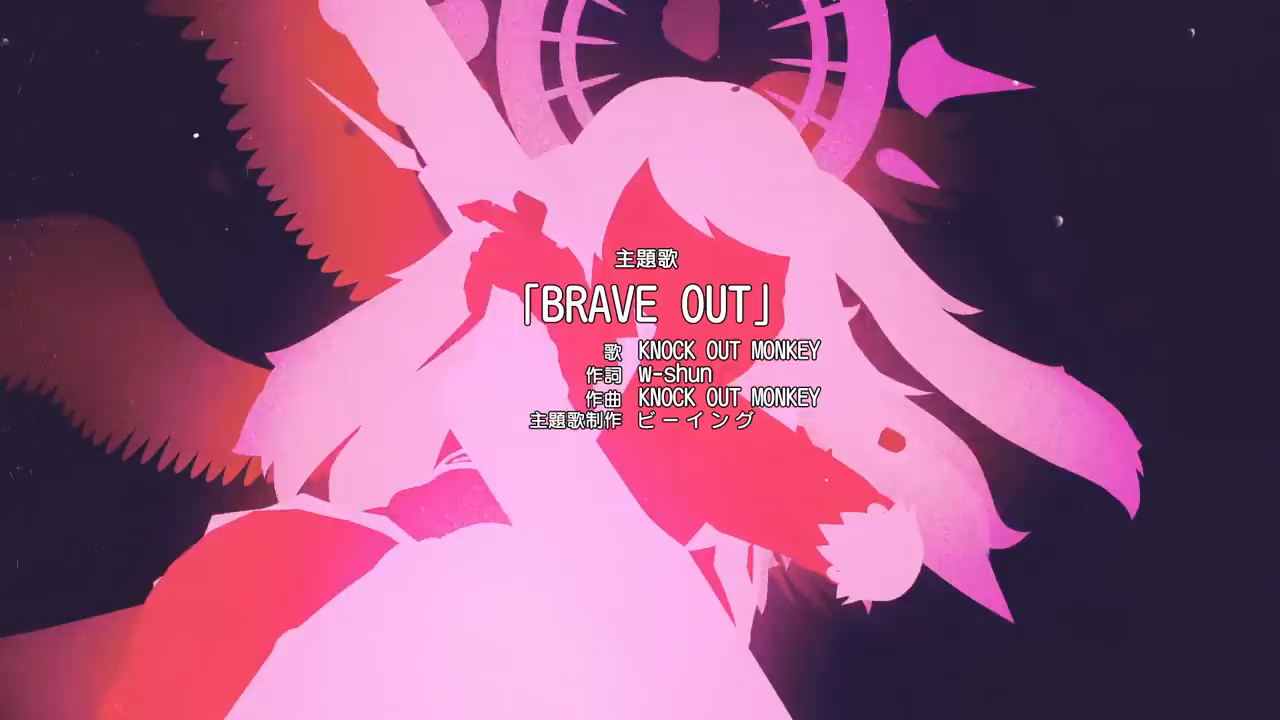 主題歌
「BRAVE OUT」
歌 KNOCK OUT MONKEY
作詞 w-shun
作曲 KNOCK OUT MONKEY
主題歌制作 ビーイング